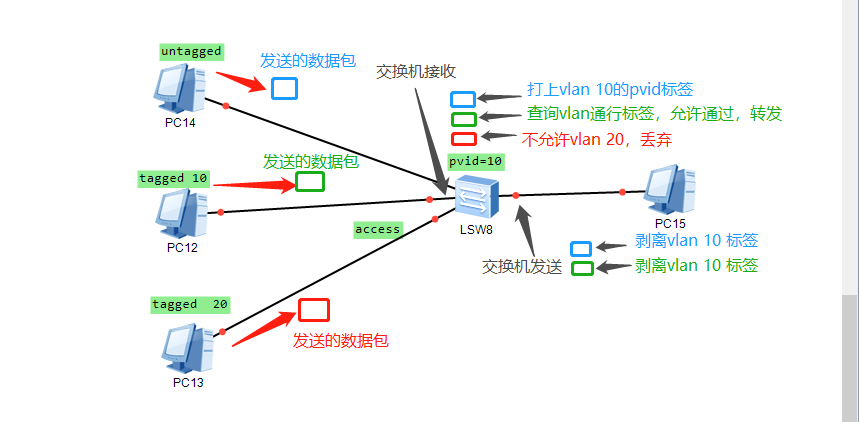 untagged
发送的数据包
PC14
交换机接收
打上vlan 10的pvid标签
查询vlan通行标签，允许通过，转发
不允许vlan 20，丢弃
发送的数据包
pvid=10
tagged 10
PC12
access
LSW8
PC15
剥离vlan 10 标签
剥离vlan 10 标签
交换机发送
tagged  20
发送的数据包
PC13